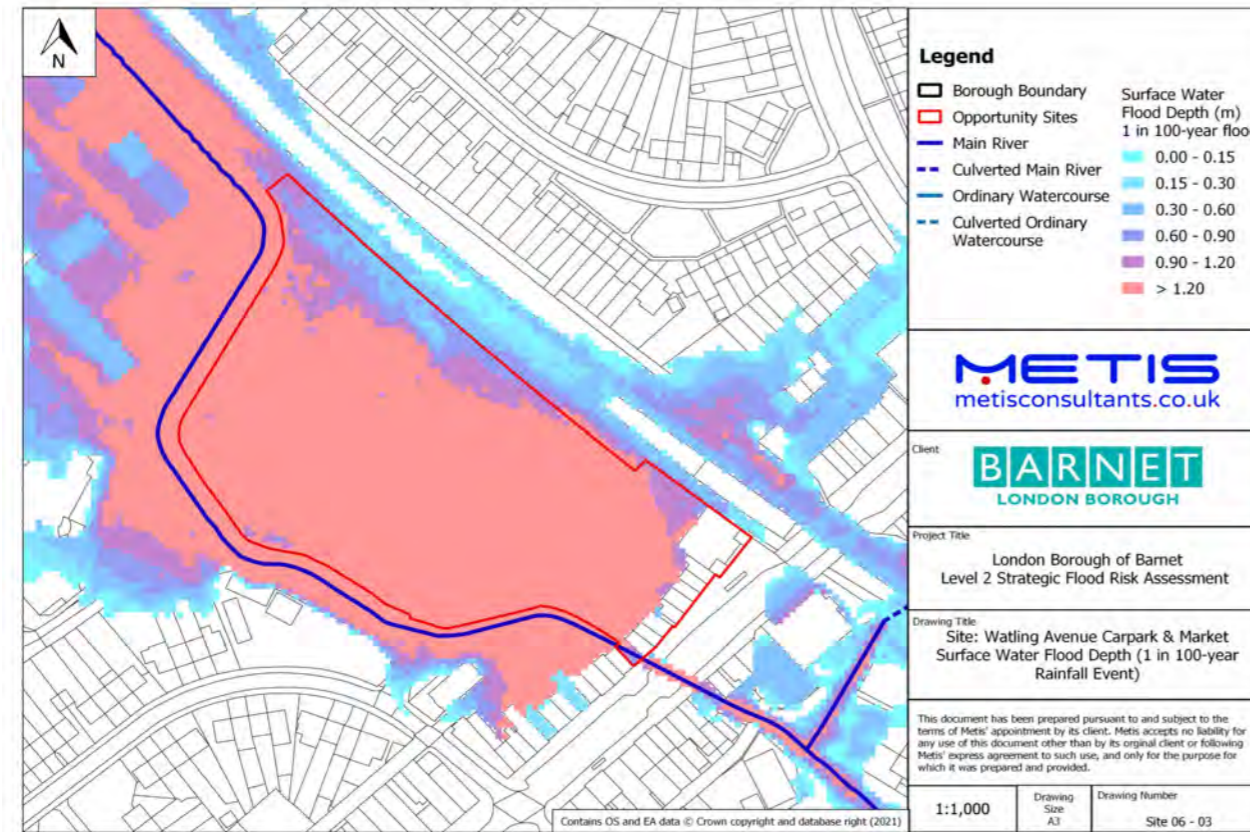 N
Legend
Borough Boundary
Opportunity Sites
Main River
Culverted Main River
Ordinary Watercourse
Culverted Ordinary
Watercourse
Surface Water
Flood Depth (m)
1 in 100-year floo
0.00 - 0.15
0.15 - 0.30
0.30 - 0.60
0.60 - 0.90
0.90 - 1.20
> 1.20
METIS
metisconsultants.co.uk
Client
BARNET
LONDON BOROUGH
Project Title
London Borough of Barnet
Level 2 Strategic Flood Risk Assessment
Drawing Title
Site: Watling Avenue Carpark & Market
Surface Water Flood Depth (1 in 100-year
Rainfall Event)
This document has been prepared pursuant to and subject to the
terms of Metis' appointment by its client. Metis accepts no liability for
any use of this document other than by its orginal client or following
Metis' express agreement to such use, and only for the purpose for
which it was prepared and provided.
1:1,000
Drawing
Size
A3
Drawing Number
Site 06 - 03
Contains OS and EA data © Crown copyright and database right (2021)